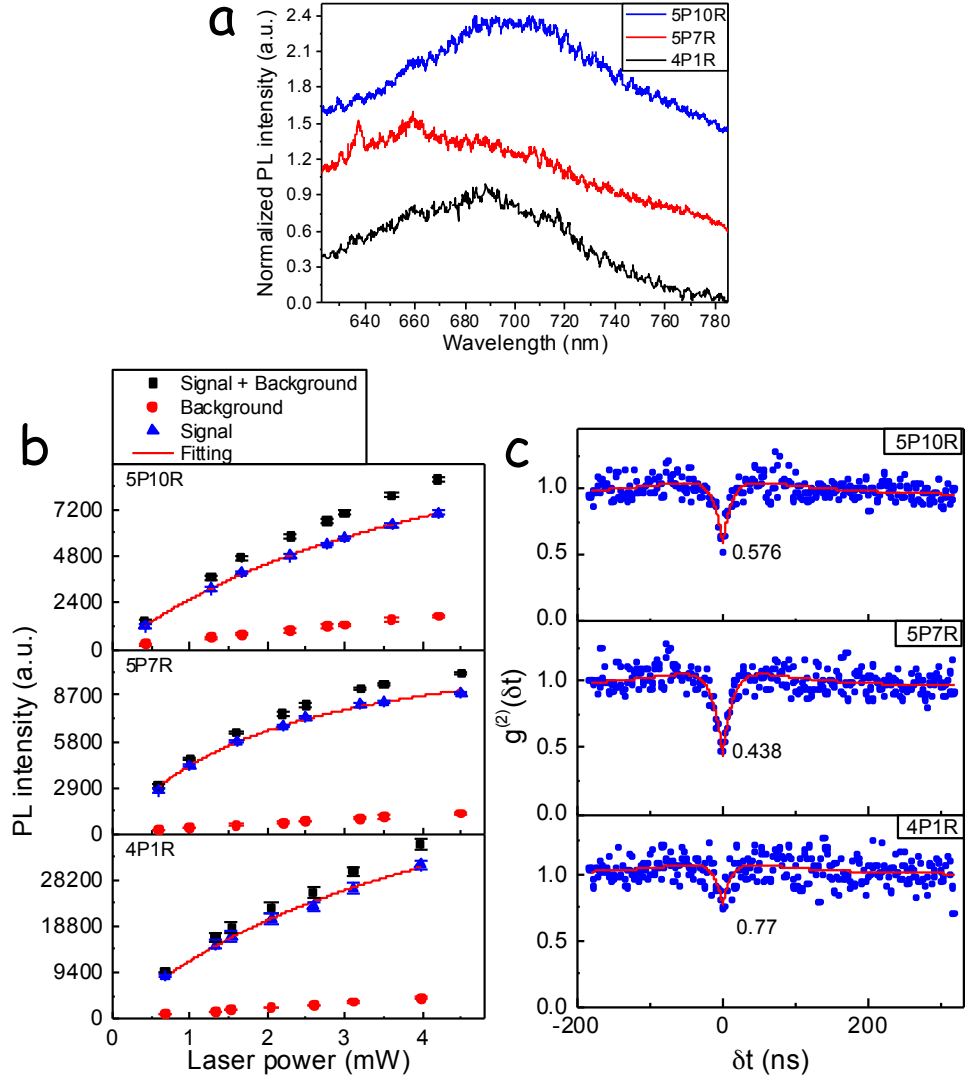 a
Normalized PL intensity (a.u.)
2.4
2.1
1.8
1.5
1.2
0.9
0.6
0.3
0.0
5P10R
5P7R
4P1R
640 660 680 700 720 740 760 780
Wavelength (nm)
b
Signal + Background
Background
Signal
Fitting
PL intensity (a.u.)
5P10R
7200
4800
2400
0
5P7R
8700
5800
2900
0
4P1R
28200
18800
9400
0
0 1 2 3 4
Laser power (mW)
c
g(2)(δt)
5P10R
1.0
0.5
0.0
0.576
5P7R
1.0
0.5
0.0
0.438
4P1R
1.0
0.5
0.0
0.77
-200 0 200
δt (ns)